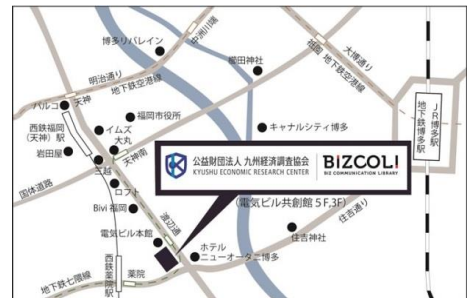 博多リバレイン
中洲川端
櫛田神社
祇園
大博通り
地下鉄空港線
明治通り
地下鉄空港線
パルコ
天神
西鉄福岡
(天神)駅
福岡市役所
イムズ
大丸
岩田屋
天神南
三越
国体道路
ロフト
Bivi 福岡
渡辺通
電気ビル本館
キャナルシティ博多
JR博多駅
地下鉄博多駅
公益財団法人 九州経済調査協会
KYUSHU ECONOMIC RESEARCH CENTER
BIZCOLI
BIZ COMMUNICATION LIBRARY
(電気ビル共創館5F,3F)
住吉通り
住吉神社
ホテル
ニューオータニ博多
西鉄薬院駅
薬院
地下鉄七隈線